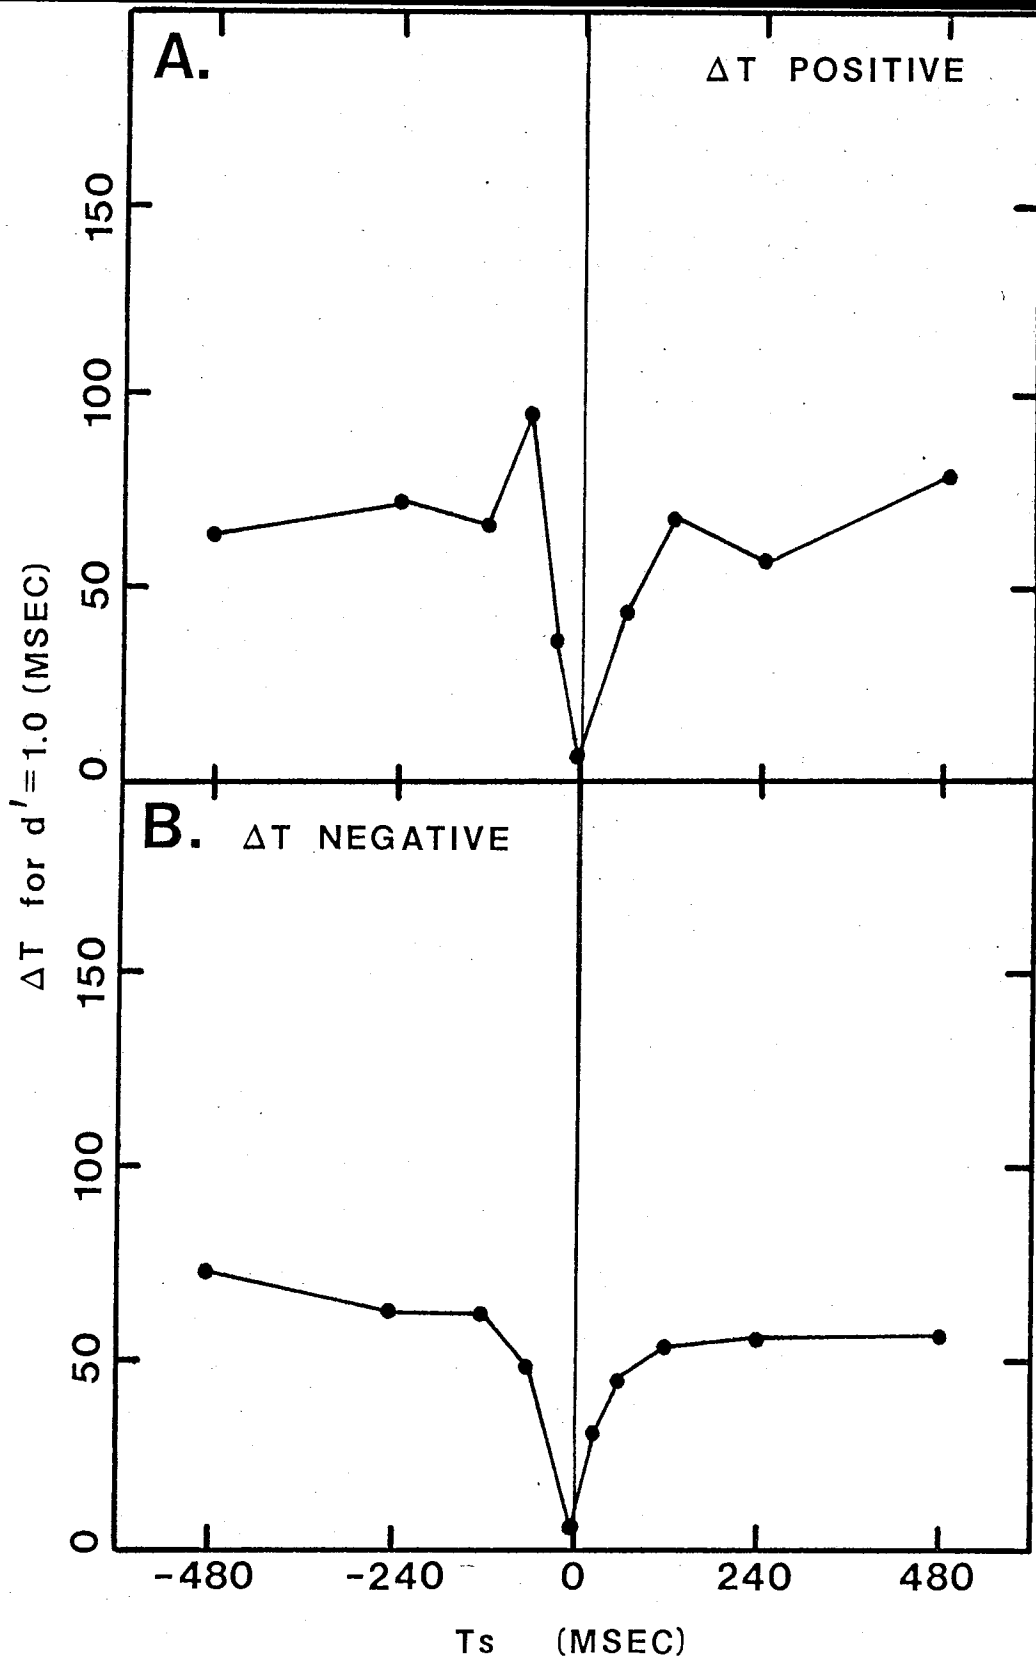 A.
ΔT POSITIVE
150
100
50
0
ΔT for d′=1.0 (MSEC)
B. ΔT NEGATIVE
150
100
50
0
-480 -240 0 240 480
Ts (MSEC)